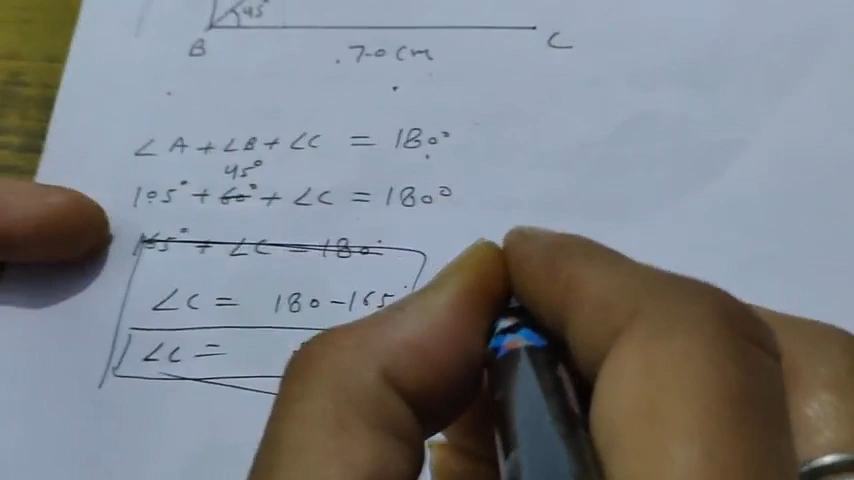 45°
B 7.0 cm C
∠A + ∠B + ∠C = 180°
45°
105° + 60° + ∠C = 180°
165° + ∠C = 180°
∠C = 180 - 165
∠C =